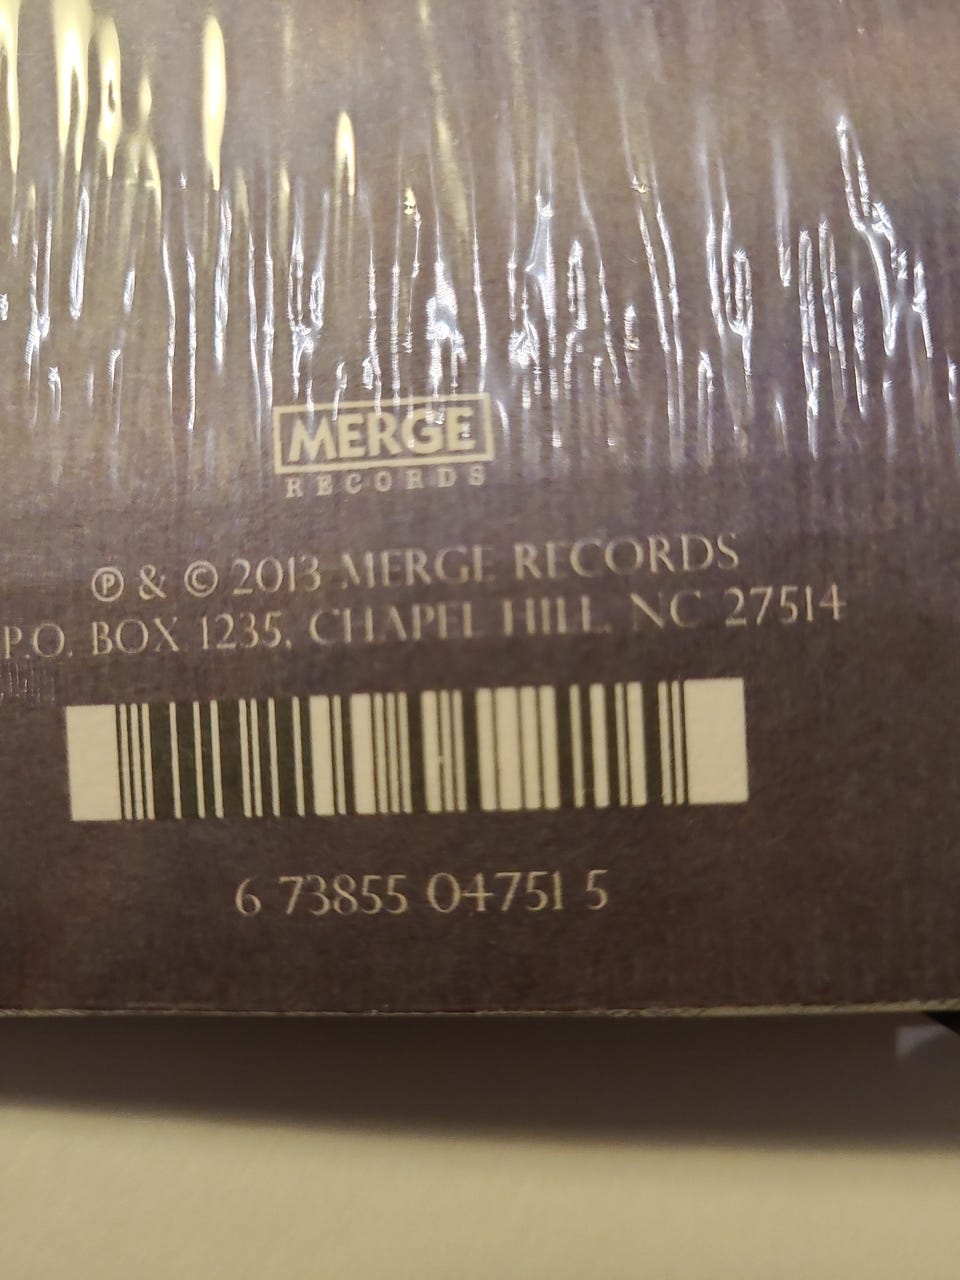 MERGE
RECORDS
℗ & © 2013 MERGE RECORDS
P.O. BOX 1235, CHAPEL HILL, NC 27514
6 73855 04751 5